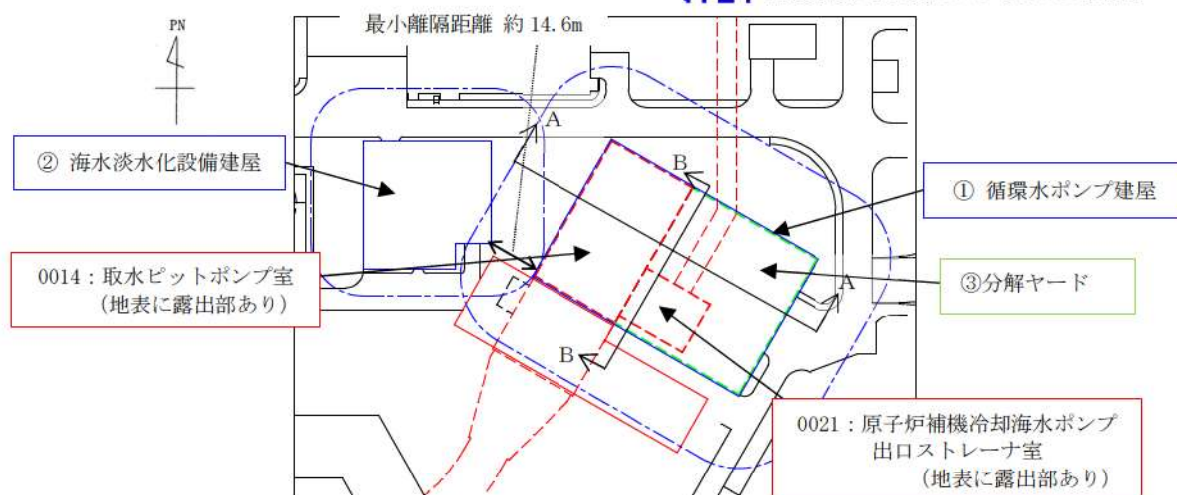 最小離隔距離 約 14.6m
PN
A
② 海水淡水化設備建屋
B
① 循環水ポンプ建屋
0014：取水ピットポンプ室
（地表に露出部あり）
③分解ヤード
A
B
0021：原子炉補機冷却海水ポンプ
出口ストレーナ室
（地表に露出部あり）